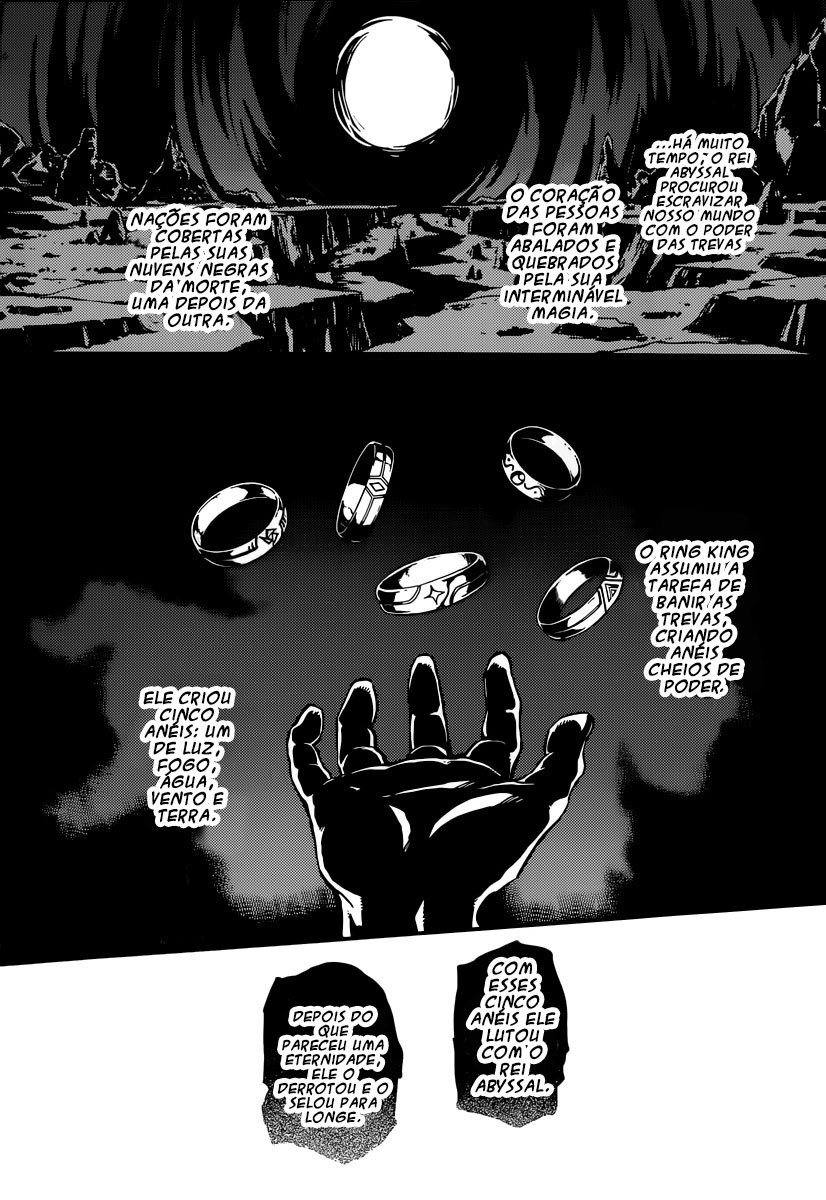 ...HÁ MUITO
TEMPO, O REI
ABYSSAL
PROCUROU
ESCRAVIZAR
NOSSO MUNDO
COM O PODER
DAS TREVAS
O CORAÇÃO
DAS PESSOAS
FORAM
ABALADOS E
QUEBRADOS
PELA SUA
INTERMINÁVEL
MAGIA.
NAÇÕES FORAM
COBERTAS
PELAS SUAS
NUVENS NEGRAS
DA MORTE,
UMA DEPOIS DA
OUTRA.
O RING KING
ASSUMIU A
TAREFA DE
BANIR AS
TREVAS,
CRIANDO
ANÉIS
CHEIOS DE
PODER.
ELE CRIOU
CINCO
ANÉIS: UM
DE LUZ,
FOGO,
ÁGUA,
VENTO E
TERRA.
COM
ESSES
CINCO
ANÉIS ELE
LUTOU
COM O
REI
ABYSSAL.
DEPOIS DO
QUE
PARECEU UMA
ETERNIDADE,
ELE O
DERROTOU E O
SELOU PARA
LONGE.